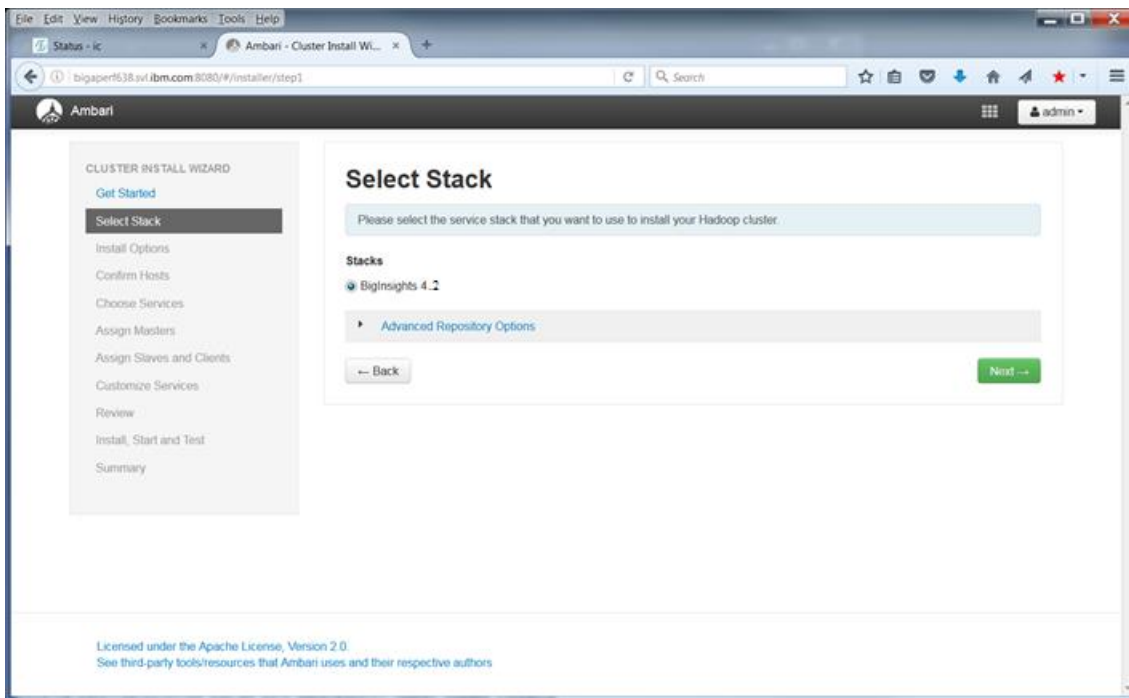 File Edit View History Bookmarks Tools Help
Status - ic × Ambari - Cluster Install Wi... × +
bigaperf638.svl.ibm.com:8080/#/installer/step1 Search
Ambari admin
CLUSTER INSTALL WIZARD
Get Started
Select Stack
Install Options
Confirm Hosts
Choose Services
Assign Masters
Assign Slaves and Clients
Customize Services
Review
Install, Start and Test
Summary
Select Stack
Please select the service stack that you want to use to install your Hadoop cluster.
Stacks
BigInsights 4.2
Advanced Repository Options
← Back
Next →
Licensed under the Apache License, Version 2.0.
See third-party tools/resources that Ambari uses and their respective authors